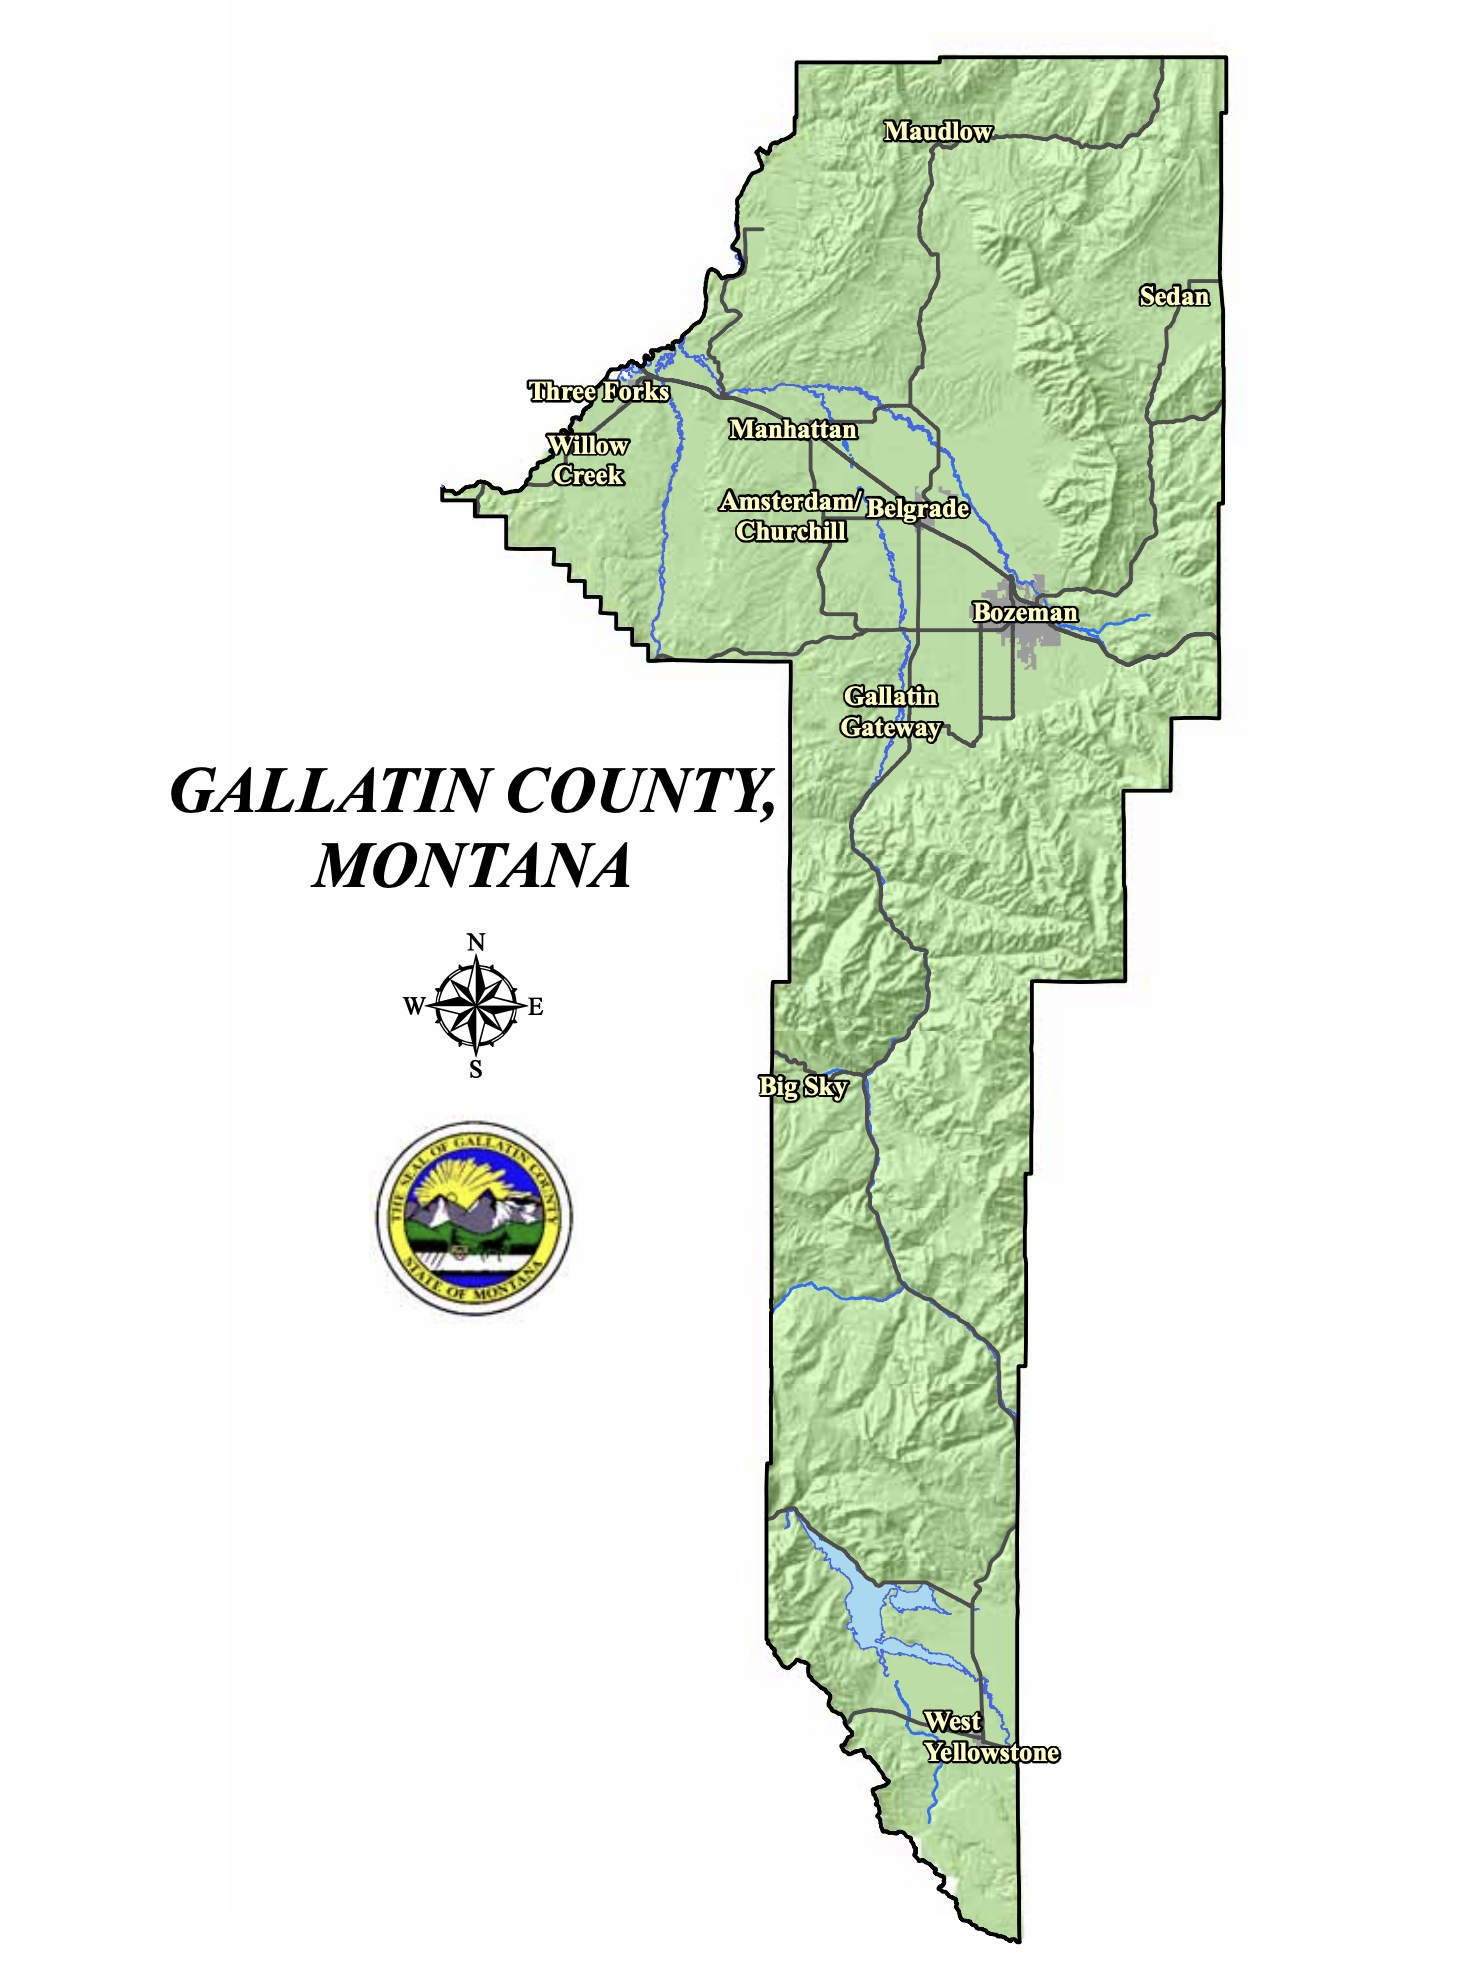 Maudlow
Sedan
Three Forks
Manhattan
Willow
Creek
Amsterdam/
Churchill
Belgrade
Bozeman
Gallatin
Gateway
GALLATIN COUNTY,
MONTANA
N
W
E
S
Big Sky
THE SEAL OF GALLATIN COUNTY
STATE OF MONTANA
West
Yellowstone